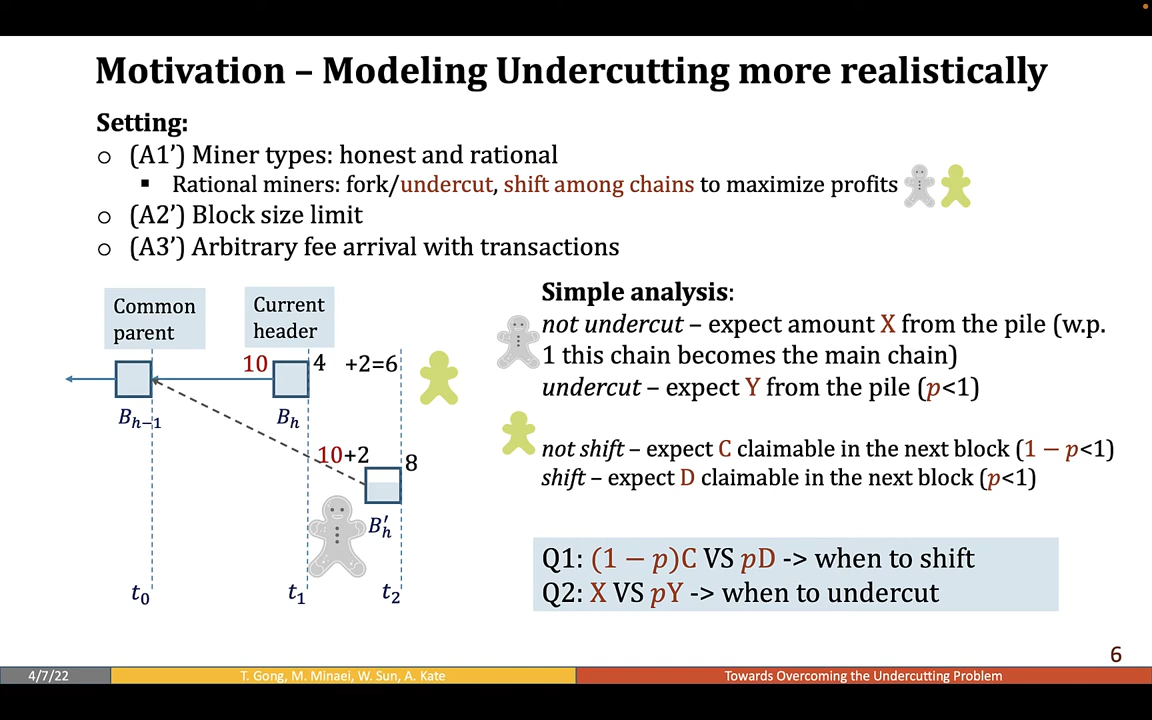 Motivation – Modeling Undercutting more realistically
Setting:
o (A1') Miner types: honest and rational
▪ Rational miners: fork/undercut, shift among chains to maximize profits
o (A2') Block size limit
o (A3') Arbitrary fee arrival with transactions
Common
parent
Current
header
10
4
+2=6
B_{h−1}
B_h
10+2
8
B'_h
t_0
t_1
t_2
Simple analysis:
not undercut – expect amount X from the pile (w.p.
1 this chain becomes the main chain)
undercut – expect Y from the pile (p<1)
not shift – expect C claimable in the next block (1 − p<1)
shift – expect D claimable in the next block (p<1)
Q1: (1 − p)C VS pD -> when to shift
Q2: X VS pY -> when to undercut
6
4/7/22
T. Gong, M. Minaei, W. Sun, A. Kate
Towards Overcoming the Undercutting Problem